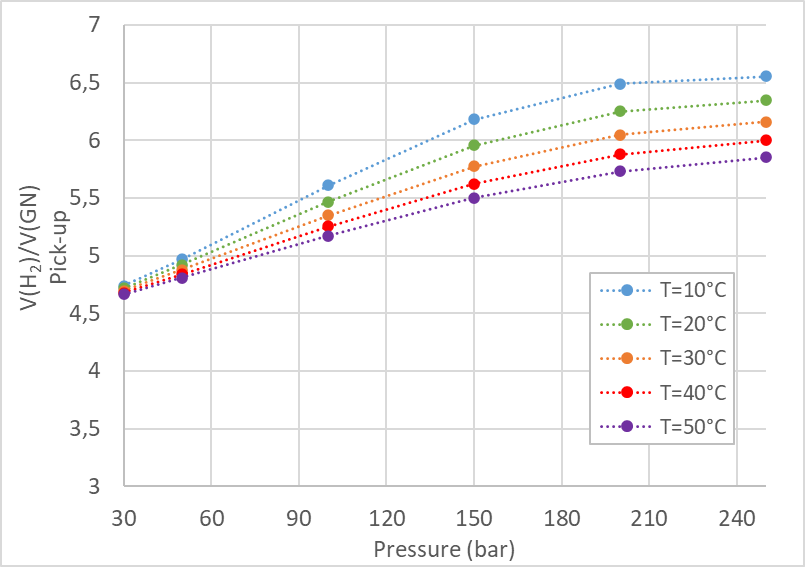 7
6,5
6
5,5
5
4,5
4
3,5
3
V(H₂)/V(GN)
Pick-up
T=10°C
T=20°C
T=30°C
T=40°C
T=50°C
30 60 90 120 150 180 210 240
Pressure (bar)